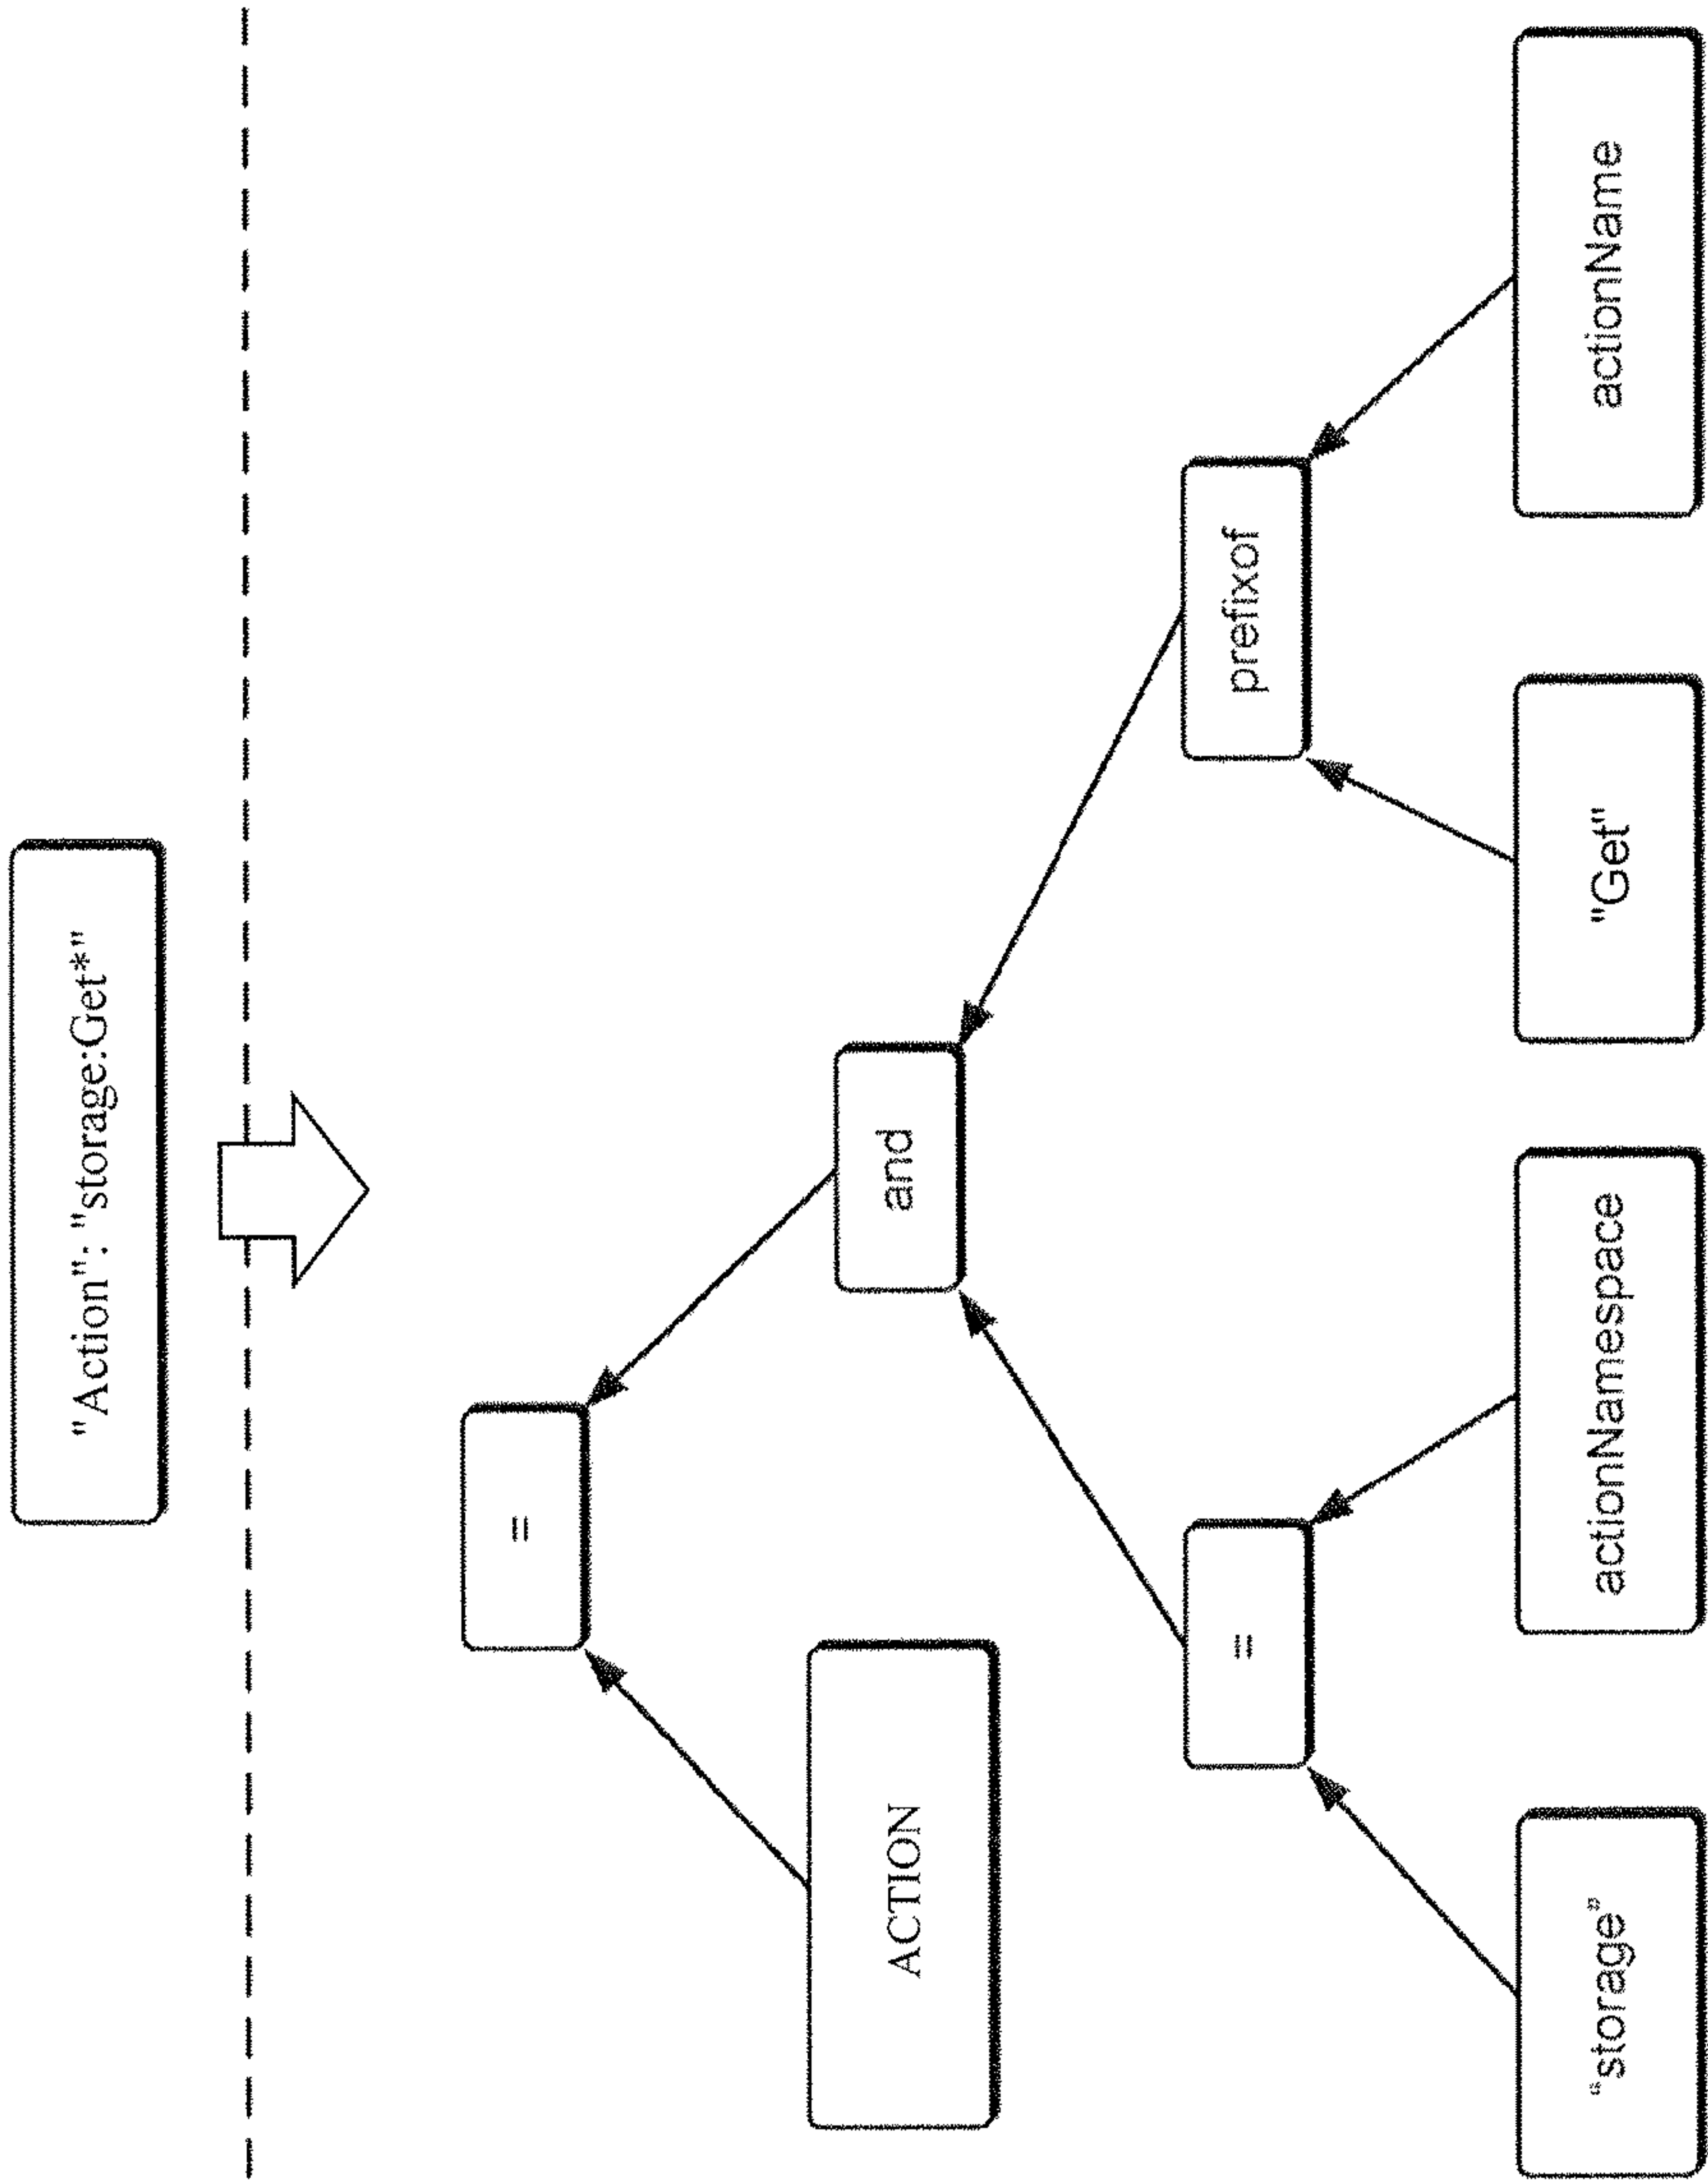 "Action": "storage:Get*"
=
ACTION
and
=
prefixof
“storage”
actionNamespace
"Get"
actionName